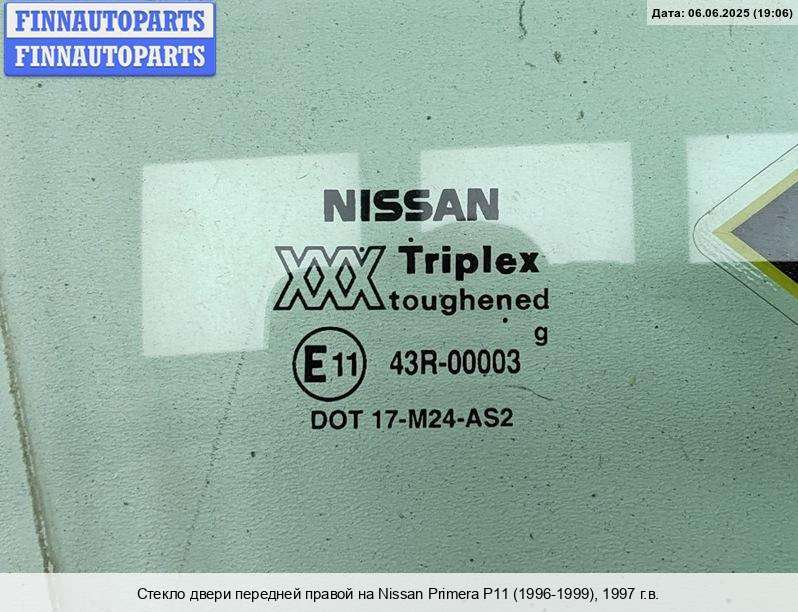 FINNAUTOPARTS
FINNAUTOPARTS
Дата: 06.06.2025 (19:06)
NISSAN
XXX Triplex
toughened
g
E11 43R-00003
DOT 17-M24-AS2
Стекло двери передней правой на Nissan Primera P11 (1996-1999), 1997 г.в.